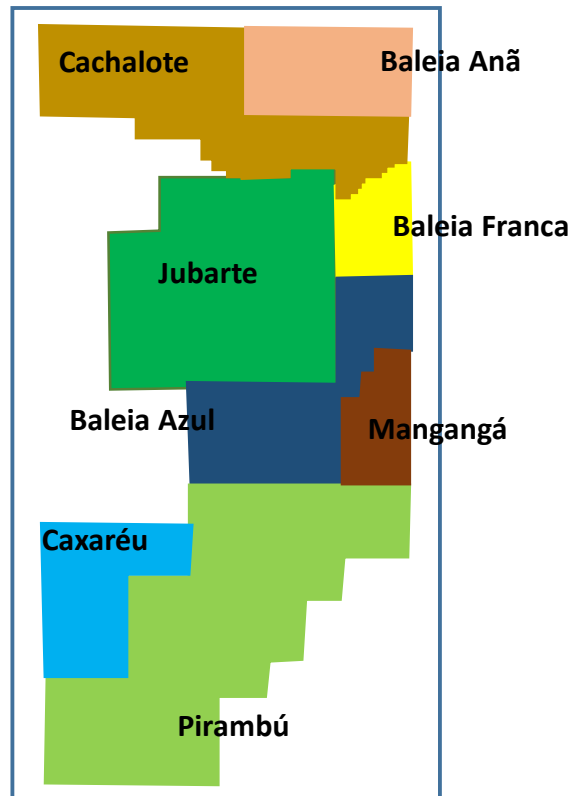 Cachalote
Baleia Anã
Baleia Franca
Jubarte
Baleia Azul
Mangangá
Caxaréu
Pirambú